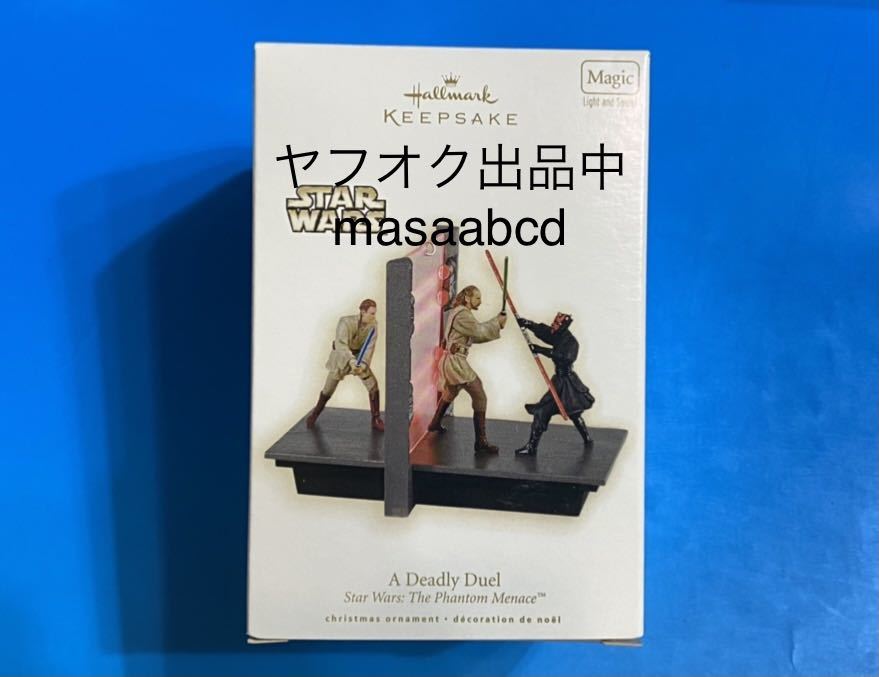 Hallmark
KEEPSAKE
Magic
Light and Sound
ヤフオク出品中
STAR
WARS
masaabcd
A Deadly Duel
Star Wars: The Phantom Menace™
christmas ornament • décoration de noël